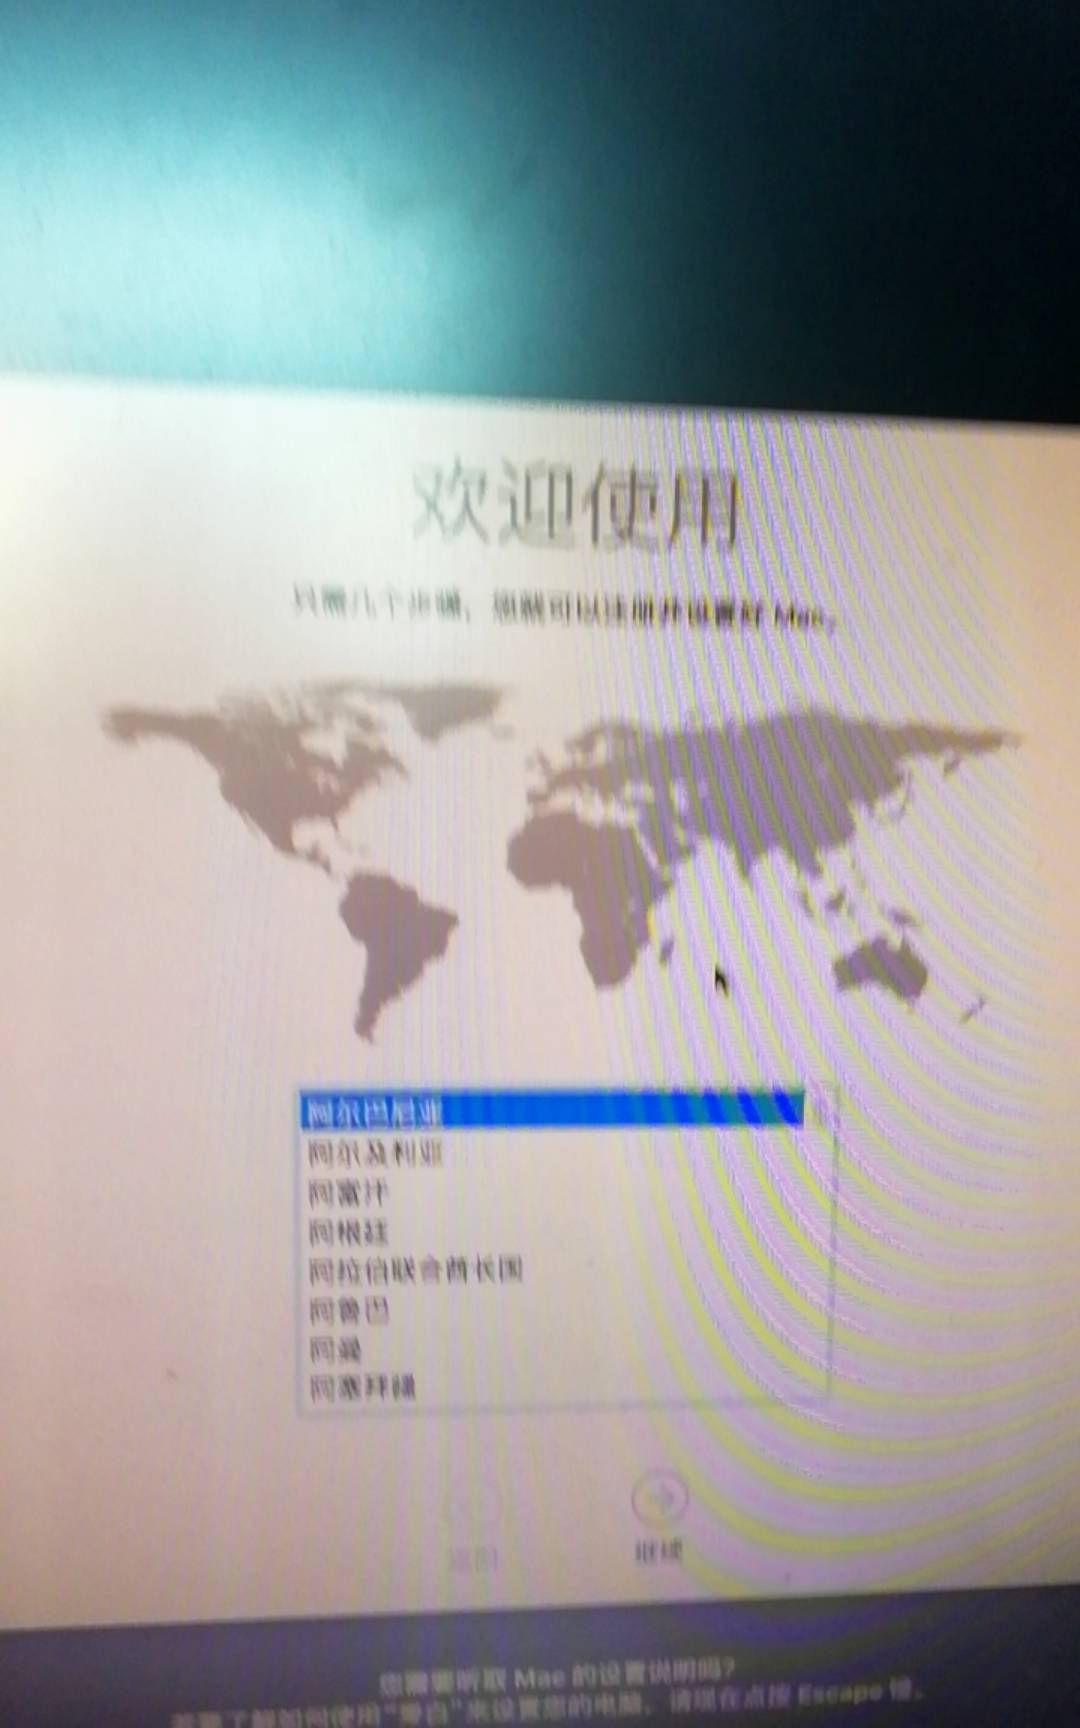 欢迎使用
只需几个步骤，您就可以注册并设置好 Mac。
阿尔巴尼亚
阿尔及利亚
阿富汗
阿根廷
阿拉伯联合酋长国
阿鲁巴
阿曼
阿塞拜疆
返回
继续
您需要听取 Mac 的设置说明吗？
若要了解如何使用“旁白”来设置您的电脑，请现在点按 Escape 键。